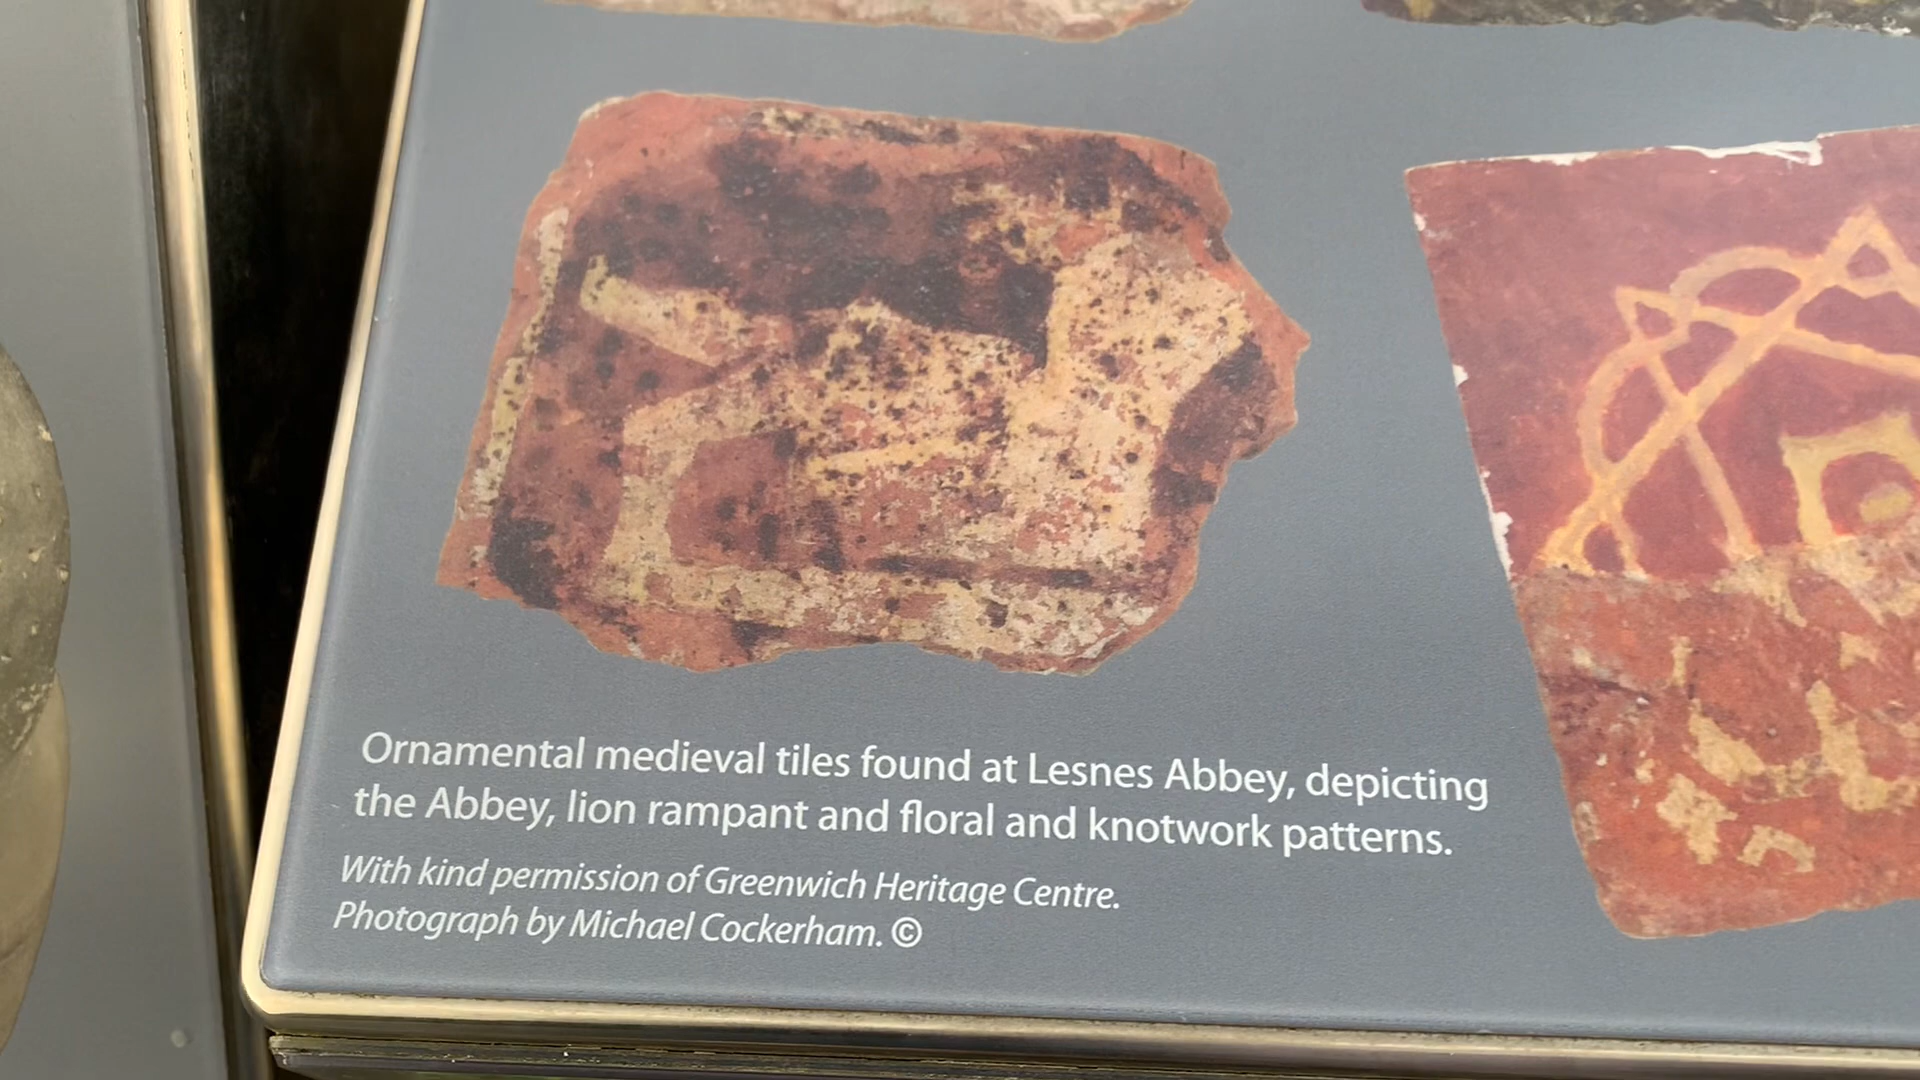 Ornamental medieval tiles found at Lesnes Abbey, depicting
the Abbey, lion rampant and floral and knotwork patterns.
With kind permission of Greenwich Heritage Centre.
Photograph by Michael Cockerham. ©